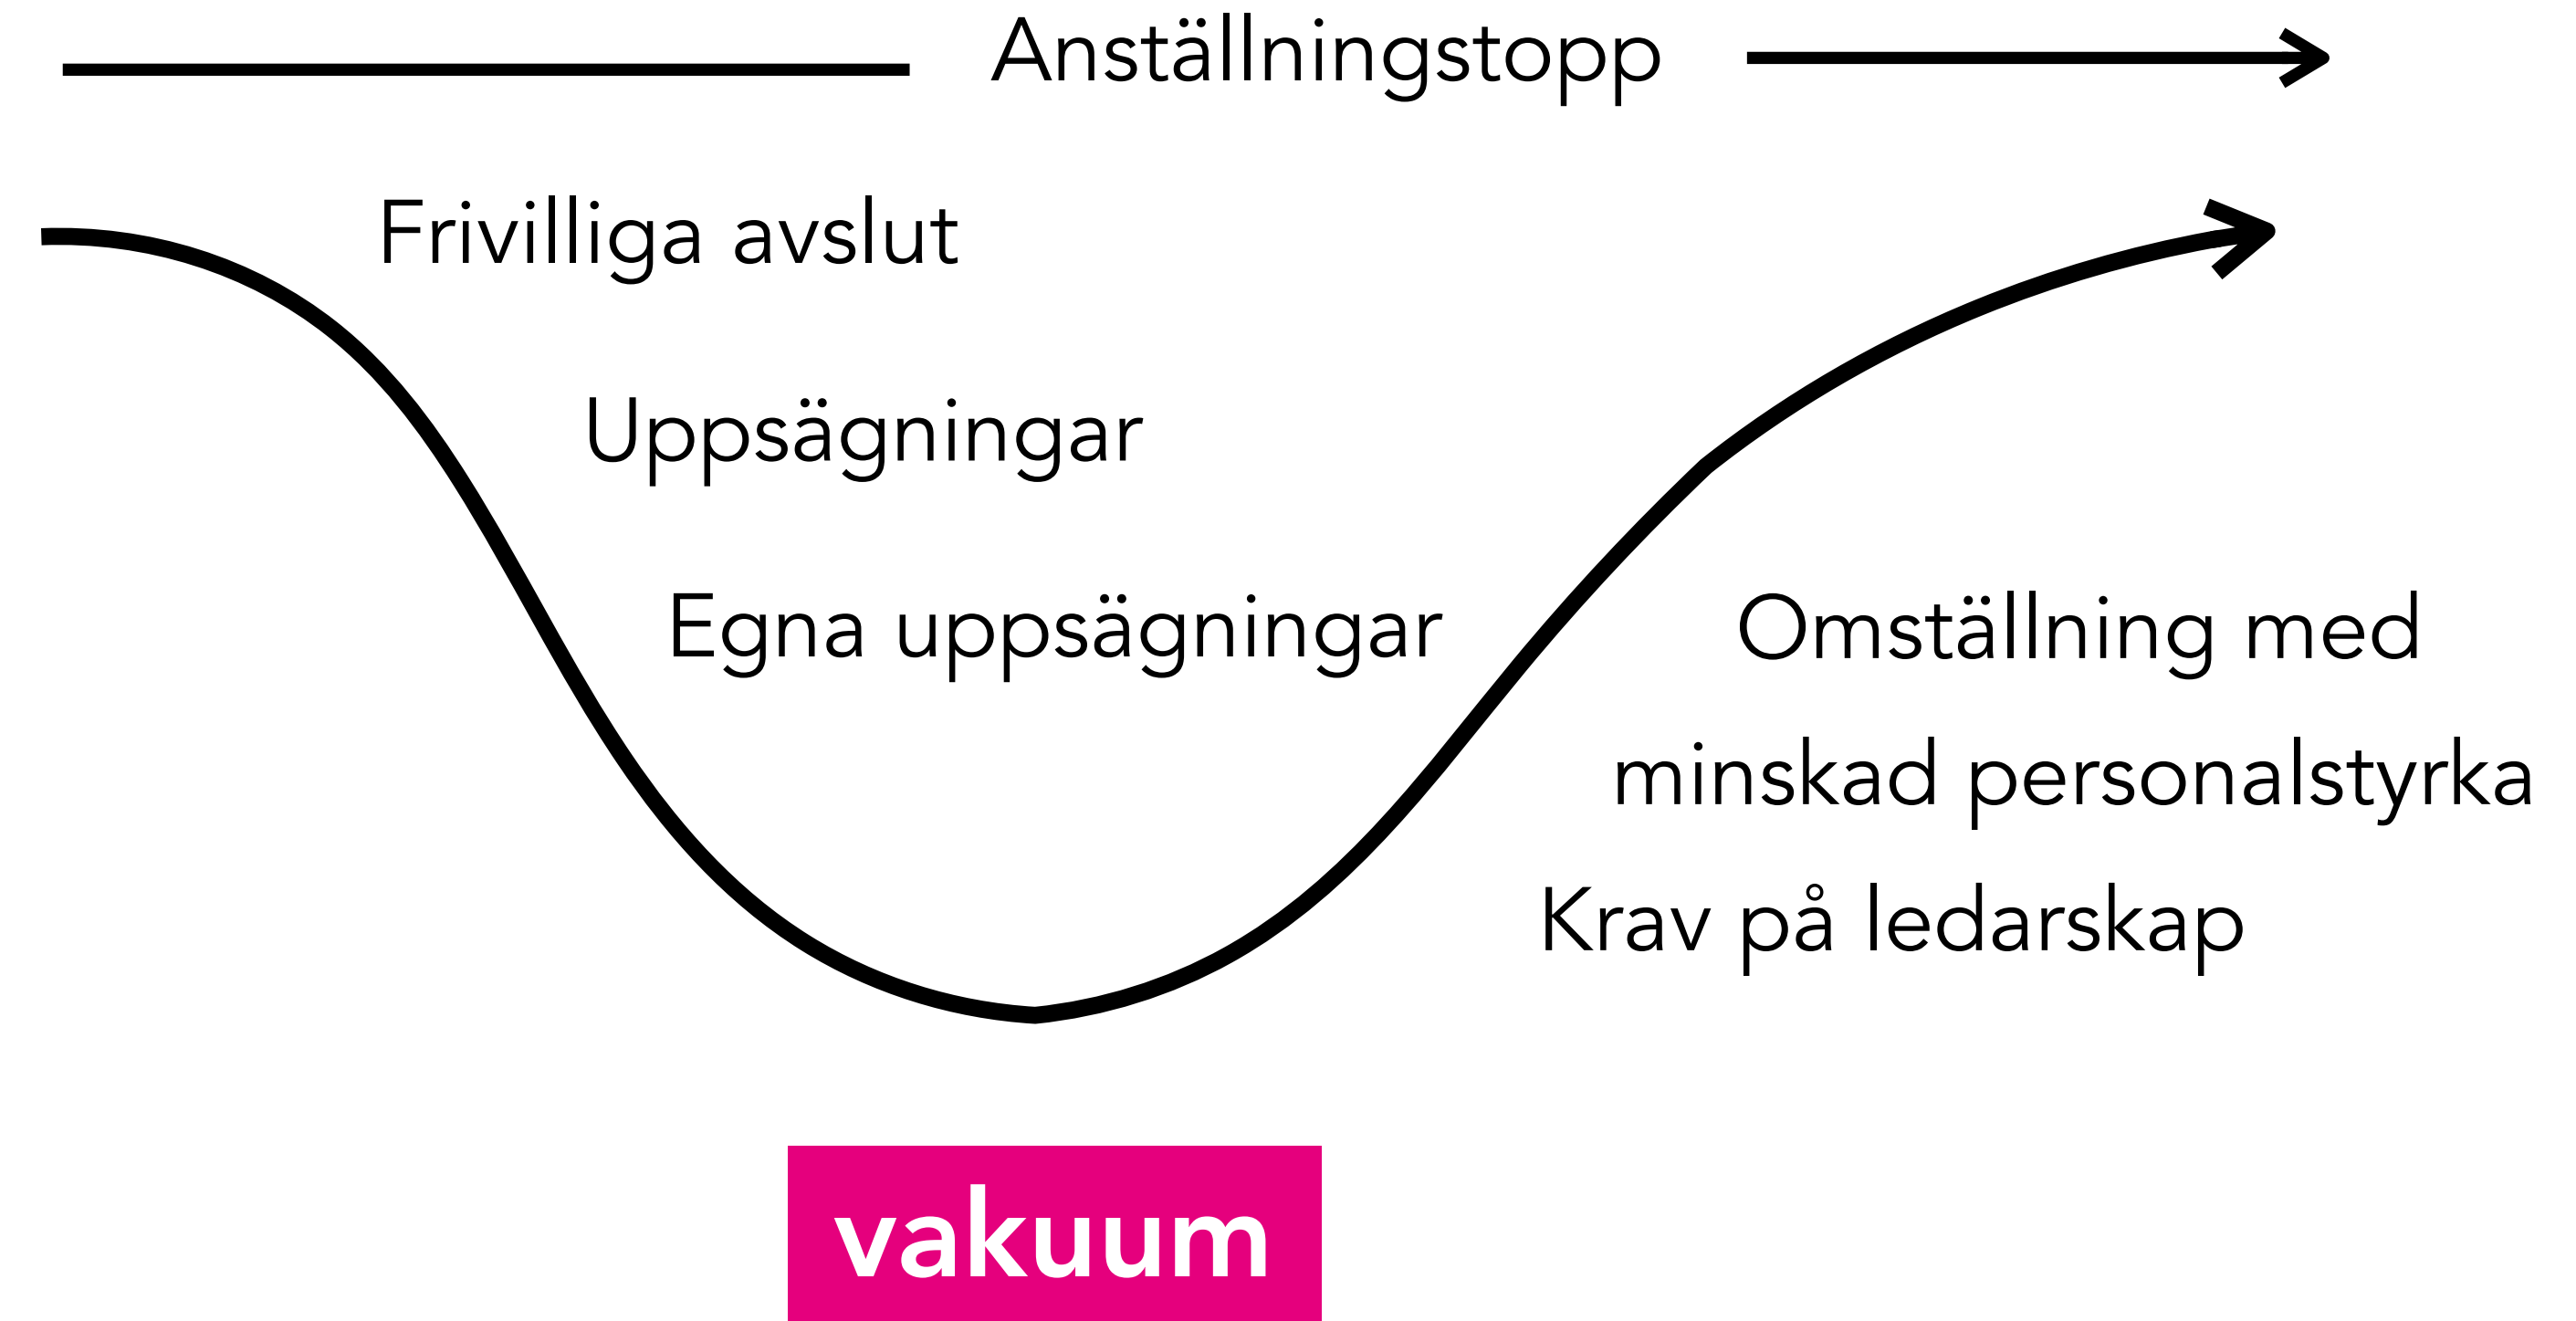 Anställningstopp
Frivilliga avslut
Uppsägningar
Egna uppsägningar
Omställning med
minskad personalstyrka
Krav på ledarskap
vakuum